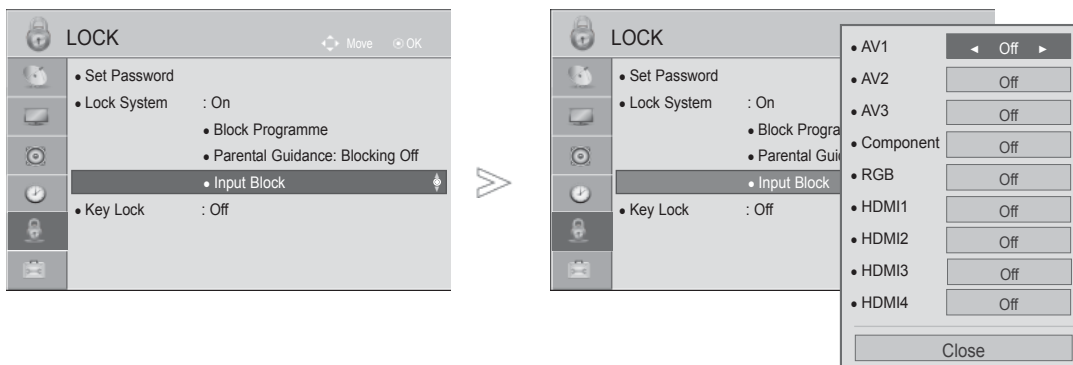 LOCK
Move OK
• Set Password
• Lock System : On
• Block Programme
• Parental Guidance: Blocking Off
• Input Block
• Key Lock : Off
LOCK
• Set Password
• Lock System : On
• Block Progra
• Parental Gui
• Input Block
• Key Lock : Off
• AV1 ◄ Off ►
• AV2 Off
• AV3 Off
• Component Off
• RGB Off
• HDMI1 Off
• HDMI2 Off
• HDMI3 Off
• HDMI4 Off
Close